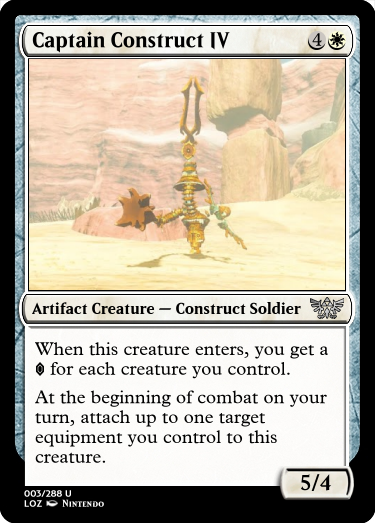 Captain Construct IV 4
Artifact Creature — Construct Soldier
When this creature enters, you get a
for each creature you control.
At the beginning of combat on your
turn, attach up to one target
equipment you control to this
creature.
5/4
003/288 U
LOZ Nintendo